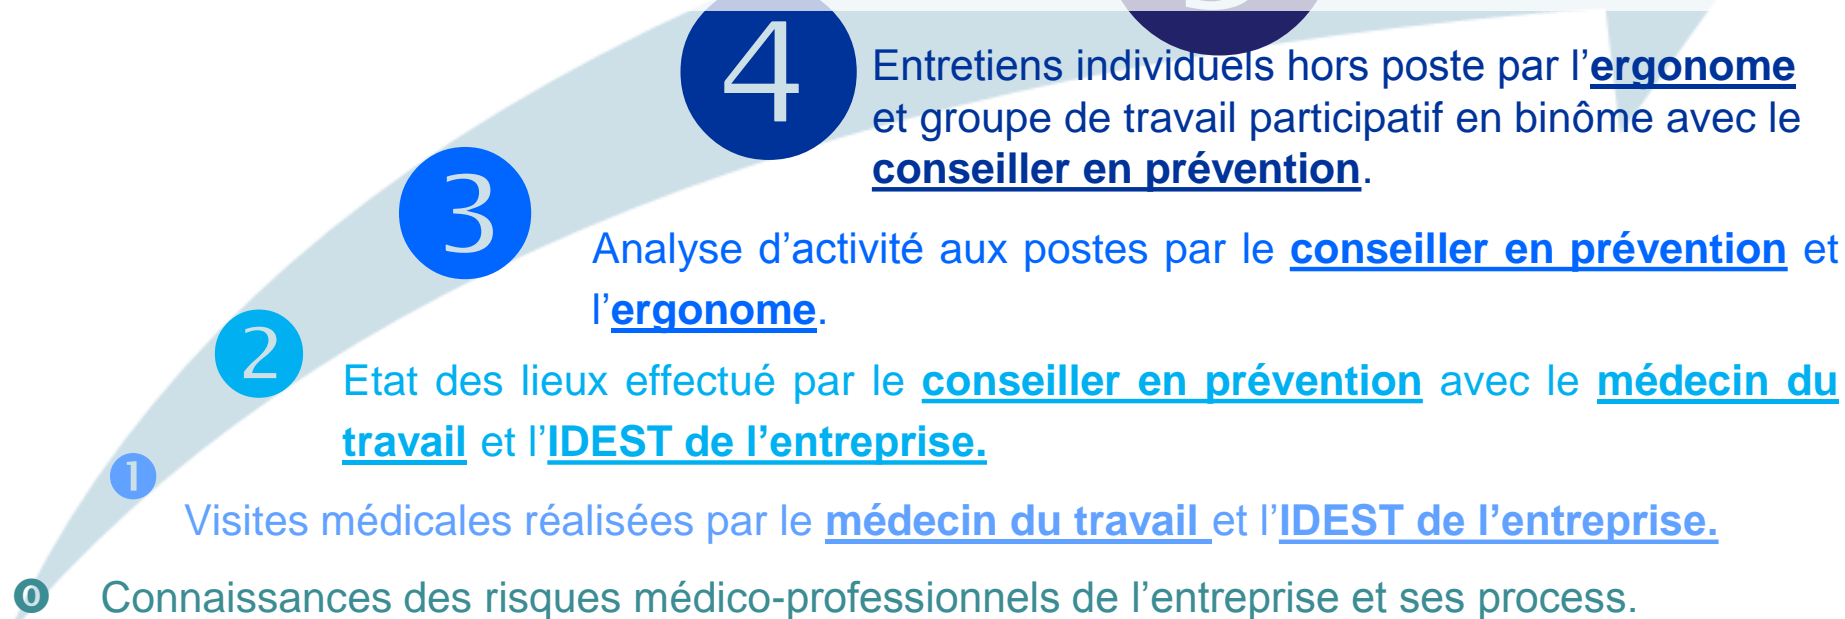 4
Entretiens individuels hors poste par l’ergonome
et groupe de travail participatif en binôme avec le
conseiller en prévention.
3
Analyse d’activité aux postes par le conseiller en prévention et
l’ergonome.
2
Etat des lieux effectué par le conseiller en prévention avec le médecin du
travail et l’IDEST de l’entreprise.
1
Visites médicales réalisées par le médecin du travail et l’IDEST de l’entreprise.
0 Connaissances des risques médico-professionnels de l’entreprise et ses process.